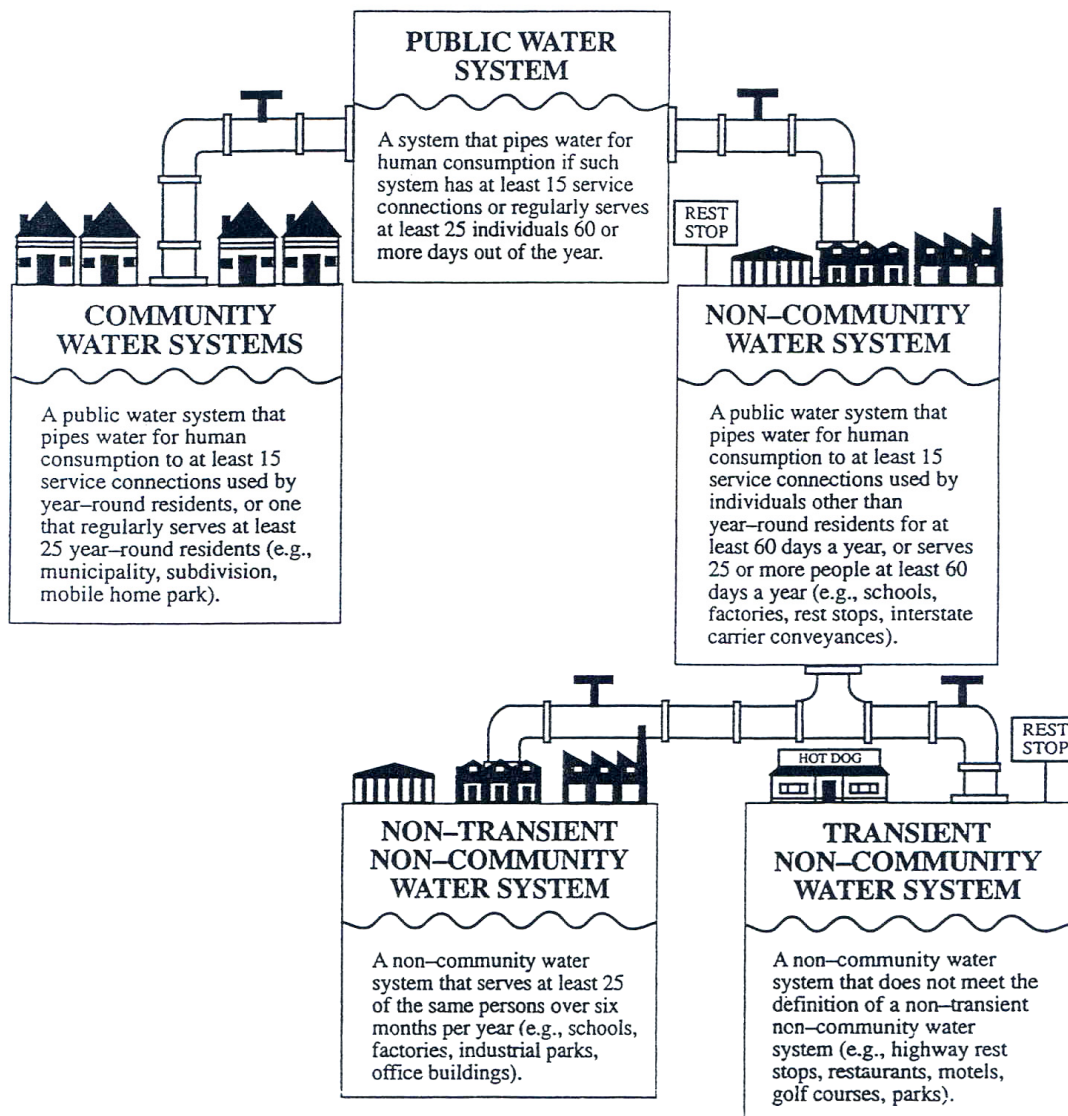 PUBLIC WATER
SYSTEM
A system that pipes water for
human consumption if such
system has at least 15 service
connections or regularly serves
at least 25 individuals 60 or
more days out of the year.
REST
STOP
COMMUNITY
WATER SYSTEMS
A public water system that
pipes water for human
consumption to at least 15
service connections used by
year–round residents, or one
that regularly serves at least
25 year–round residents (e.g.,
municipality, subdivision,
mobile home park).
NON–COMMUNITY
WATER SYSTEM
A public water system that
pipes water for human
consumption to at least 15
service connections used by
individuals other than
year–round residents for at
least 60 days a year, or serves
25 or more people at least 60
days a year (e.g., schools,
factories, rest stops, interstate
carrier conveyances).
NON–TRANSIENT
NON–COMMUNITY
WATER SYSTEM
A non–community water
system that serves at least 25
of the same persons over six
months per year (e.g., schools,
factories, industrial parks,
office buildings).
HOT DOG
REST
STOP
TRANSIENT
NON–COMMUNITY
WATER SYSTEM
A non–community water
system that does not meet the
definition of a non–transient
non–community water
system (e.g., highway rest
stops, restaurants, motels,
golf courses, parks).